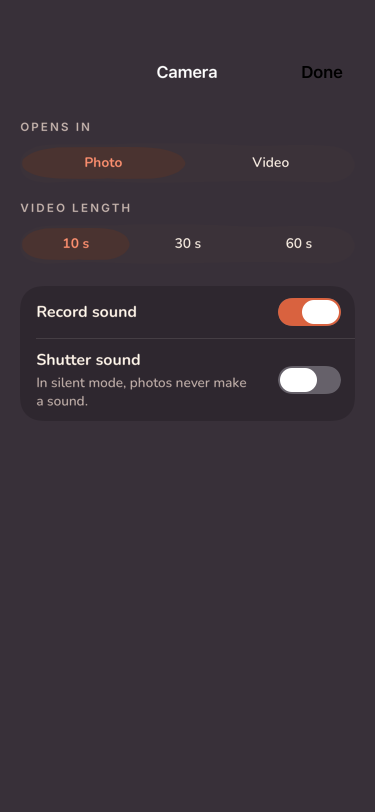 Camera
Done
OPENS IN
Photo
Video
VIDEO LENGTH
10 s
30 s
60 s
Record sound
Shutter sound
In silent mode, photos never make
a sound.